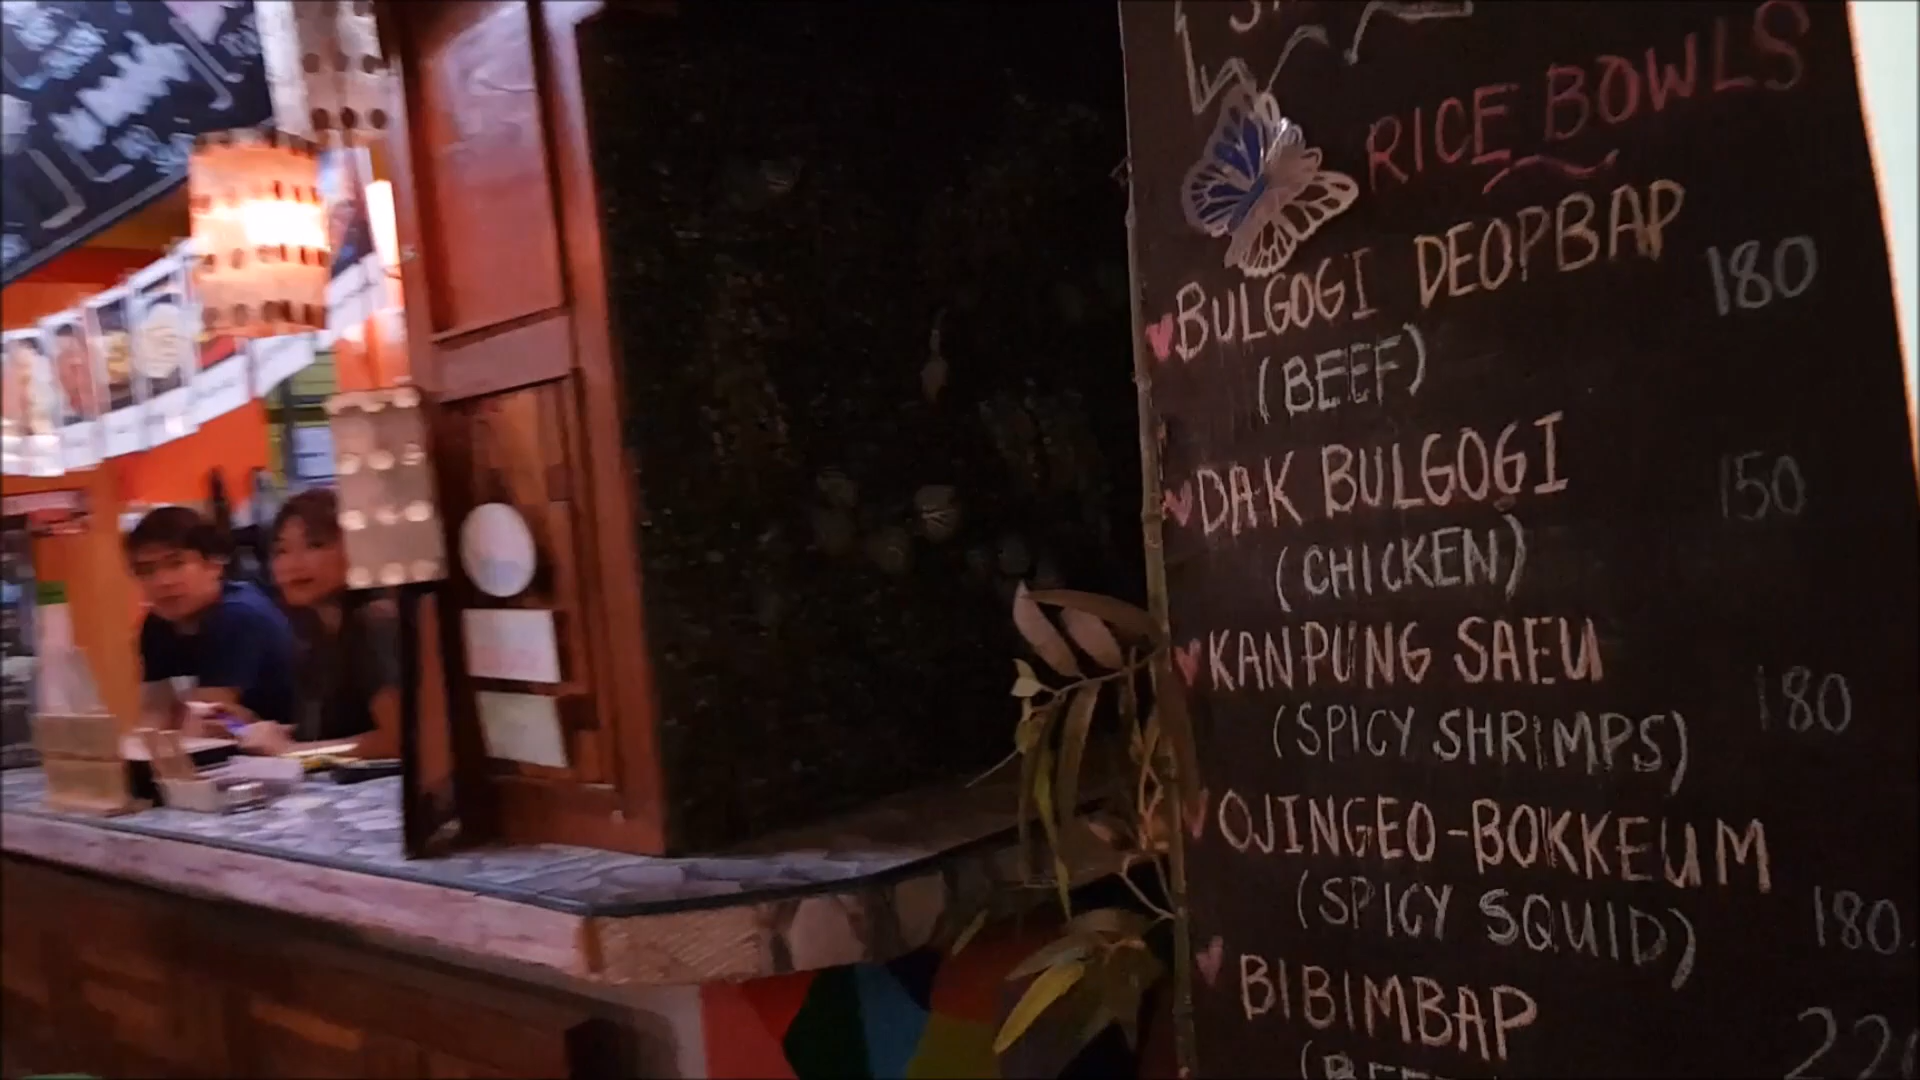 RICE BOWLS
BULGOGI DEOPBAP 180
(BEEF)
DAK BULGOGI 150
(CHICKEN)
KANPUNG SAEU 180
(SPICY SHRIMPS)
OJINGEO-BOKKEUM
(SPICY SQUID) 180.
BIBIMBAP